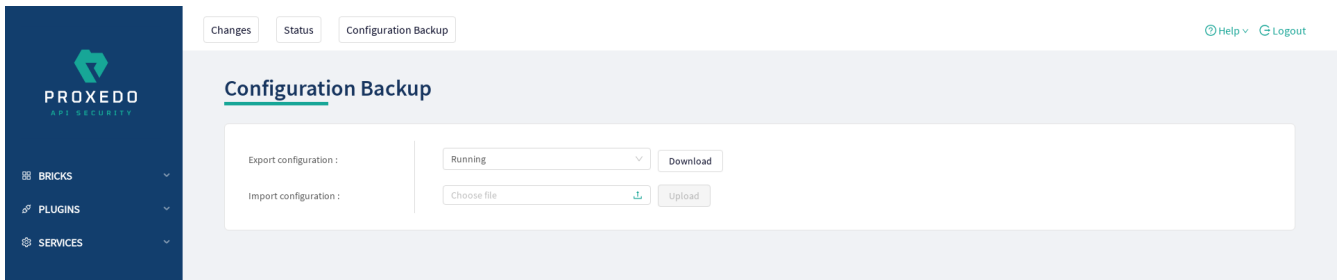 Changes Status Configuration Backup Help Logout
PROXEDO
API SECURITY
Configuration Backup
Export configuration : Running Download
Import configuration : Choose file Upload
BRICKS
PLUGINS
SERVICES